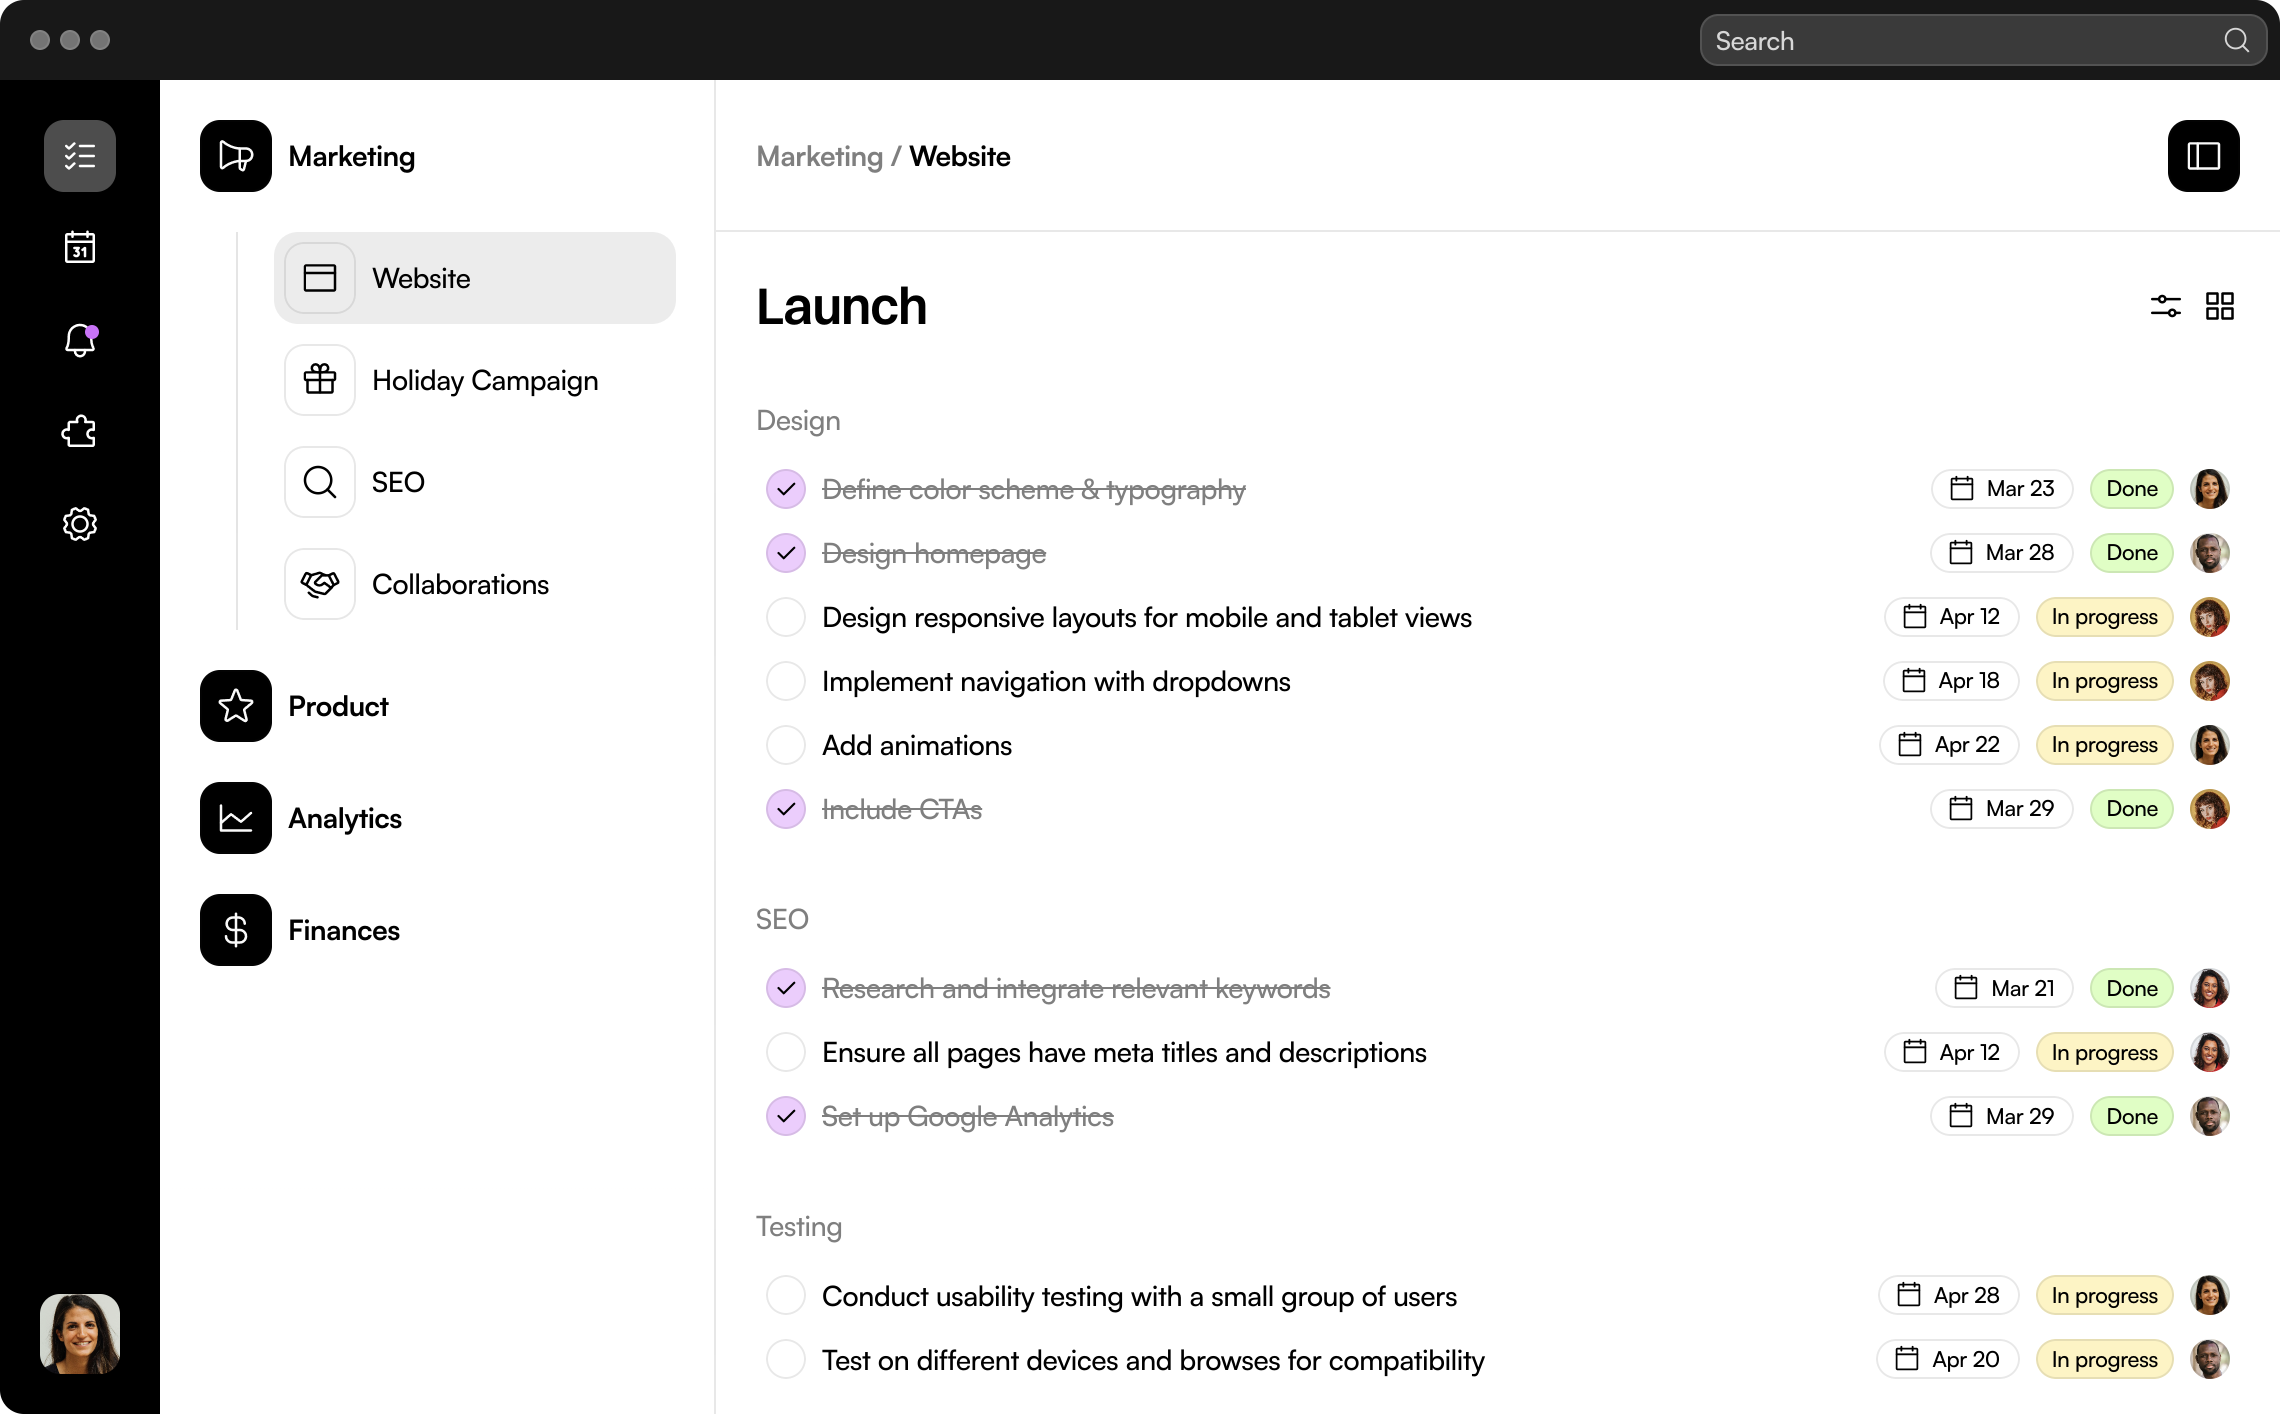 Search
31
Marketing
Website
Holiday Campaign
SEO
Collaborations
Product
Analytics
Finances
Marketing / Website
Launch
Design
Define color scheme & typography Mar 23 Done
Design homepage Mar 28 Done
Design responsive layouts for mobile and tablet views Apr 12 In progress
Implement navigation with dropdowns Apr 18 In progress
Add animations Apr 22 In progress
Include CTAs Mar 29 Done
SEO
Research and integrate relevant keywords Mar 21 Done
Ensure all pages have meta titles and descriptions Apr 12 In progress
Set up Google Analytics Mar 29 Done
Testing
Conduct usability testing with a small group of users Apr 28 In progress
Test on different devices and browses for compatibility Apr 20 In progress